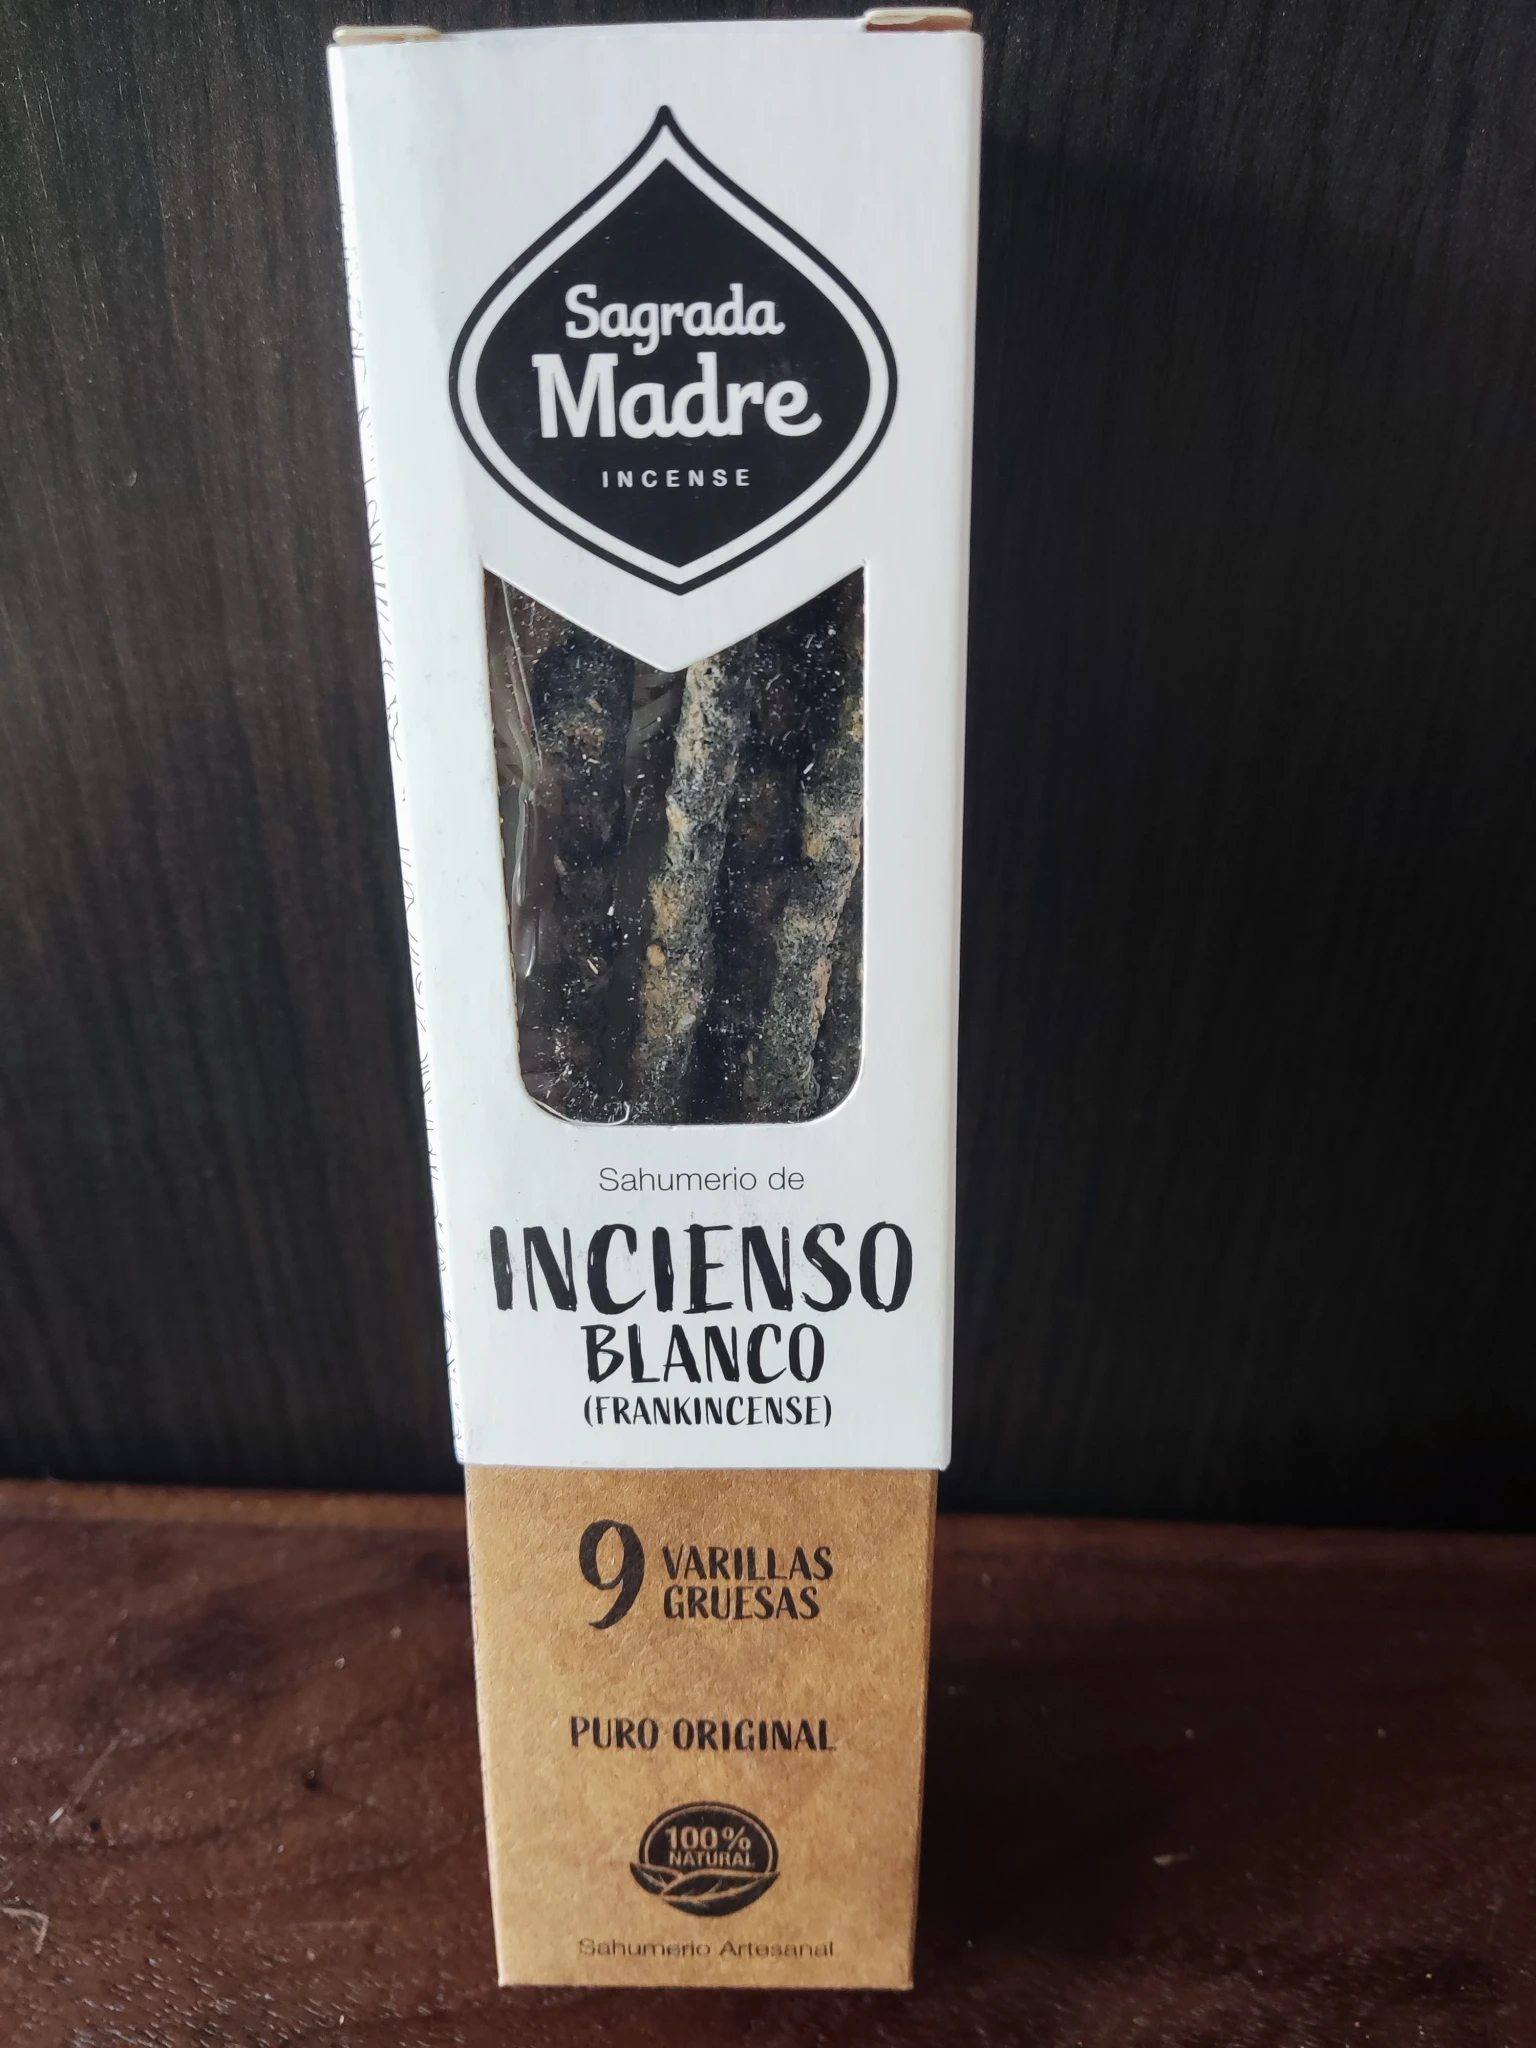 Sagrada
Madre
INCENSE
Sahumerio de
INCIENSO
BLANCO
(FRANKINCENSE)
9 VARILLAS
GRUESAS
PURO ORIGINAL
100%
NATURAL
Sahumerio Artesanal